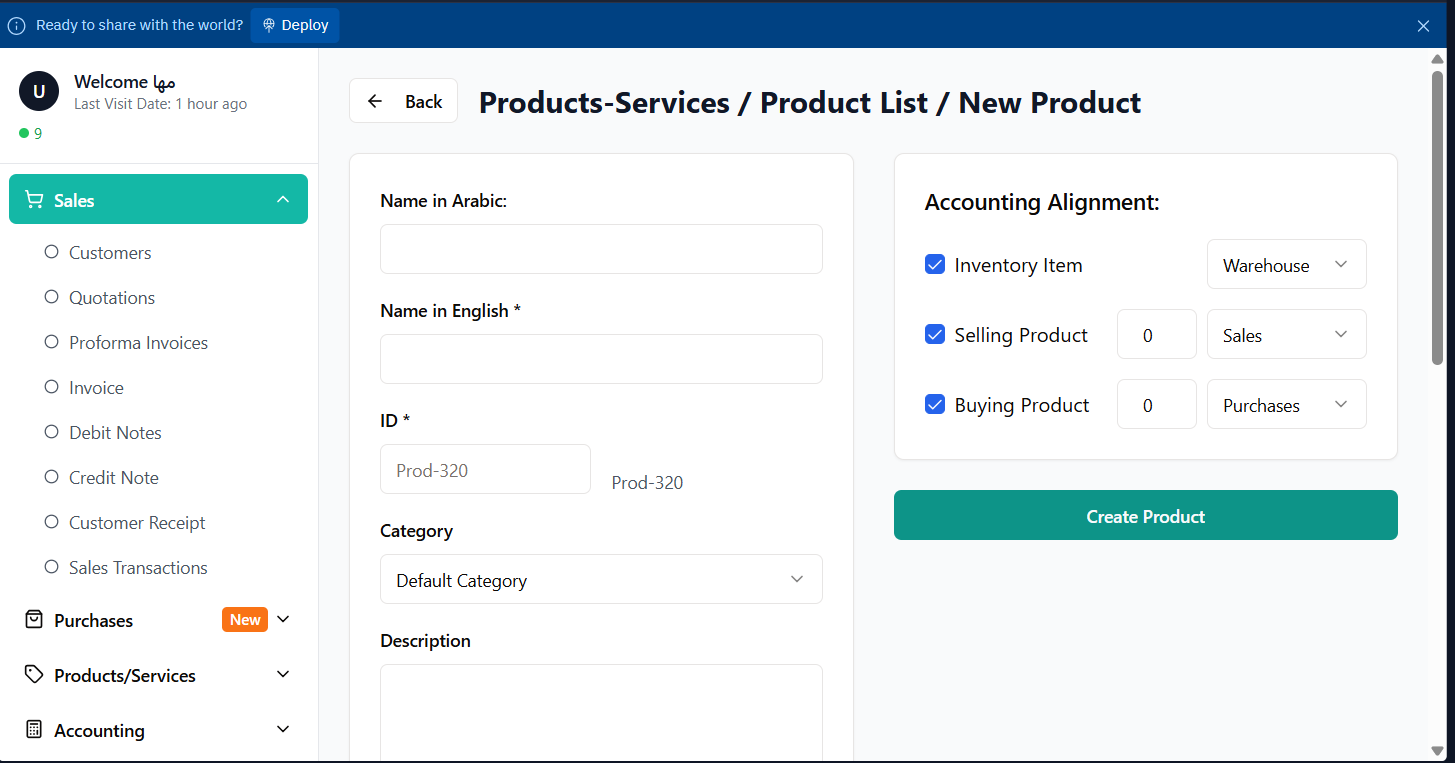 Ready to share with the world? Deploy
U
Welcome مها
Last Visit Date: 1 hour ago
9
Sales
Customers
Quotations
Proforma Invoices
Invoice
Debit Notes
Credit Note
Customer Receipt
Sales Transactions
Purchases New
Products/Services
Accounting
Back
Products-Services / Product List / New Product
Name in Arabic:
Name in English *
ID *
Prod-320 Prod-320
Category
Default Category
Description
Accounting Alignment:
Inventory Item Warehouse
Selling Product 0 Sales
Buying Product 0 Purchases
Create Product